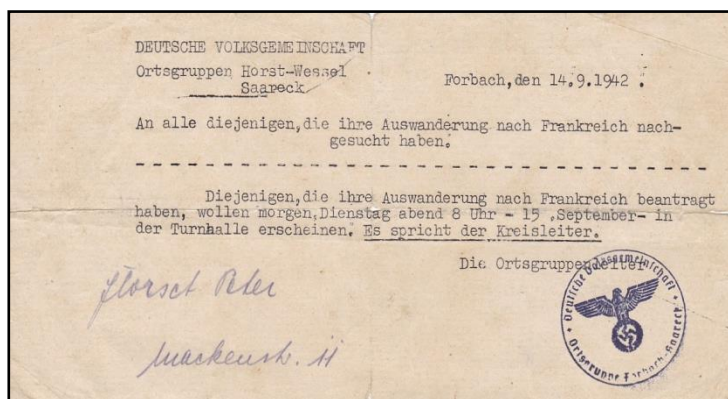 DEUTSCHE VOLKSGEMEINSCHAFT
Ortsgruppen Horst-Wessel
Saareck
Forbach,den 14.9.1942 .
An alle diejenigen,die ihre Auswanderung nach Frankreich nach-
gesucht haben.
Diejenigen,die ihre Auswanderung nach Frankreich beantragt
haben, wollen morgen,Dienstag abend 8 Uhr - 15 .September- in
der Turnhalle erscheinen. Es spricht der Kreisleiter.
Die Ortsgruppenleiter
Peter
11
Deutsche Volksgemeinschaft
Ortsgruppe Forbach-Saareck